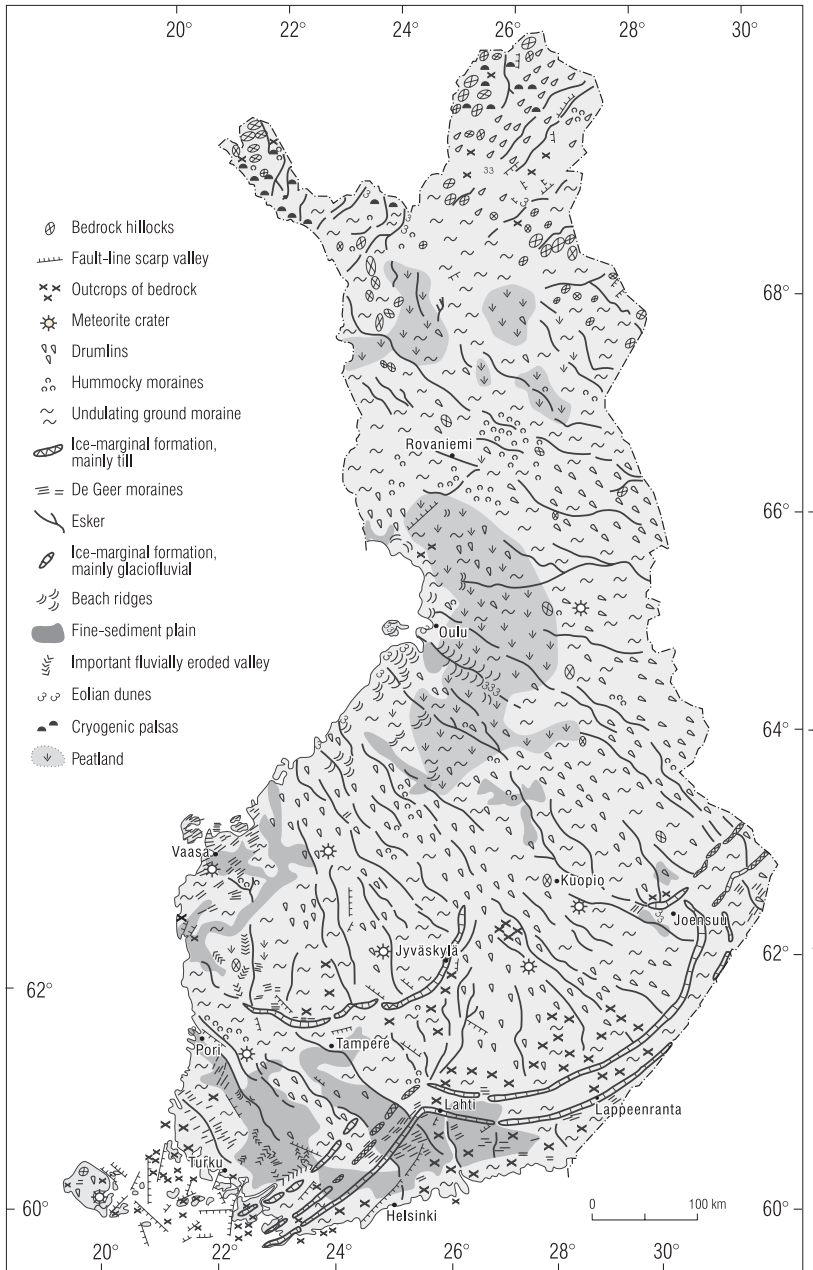 20° 22° 24° 26° 28° 30°
Bedrock hillocks
Fault-line scarp valley
Outcrops of bedrock
Meteorite crater
Drumlins
Hummocky moraines
Undulating ground moraine
Ice-marginal formation,
mainly till
De Geer moraines
Esker
Ice-marginal formation,
mainly glaciofluvial
Beach ridges
Fine-sediment plain
Important fluvially eroded valley
Eolian dunes
Cryogenic palsas
Peatland
68°
Rovaniemi
66°
Oulu
64°
Vaasa
Kuopio
Joensuu
Jyväskylä
62°
62°
Pori
Tampere
Lahti
Lappeenranta
Turku
Helsinki
0 100 km
60°
60°
20° 22° 24° 26° 28° 30°